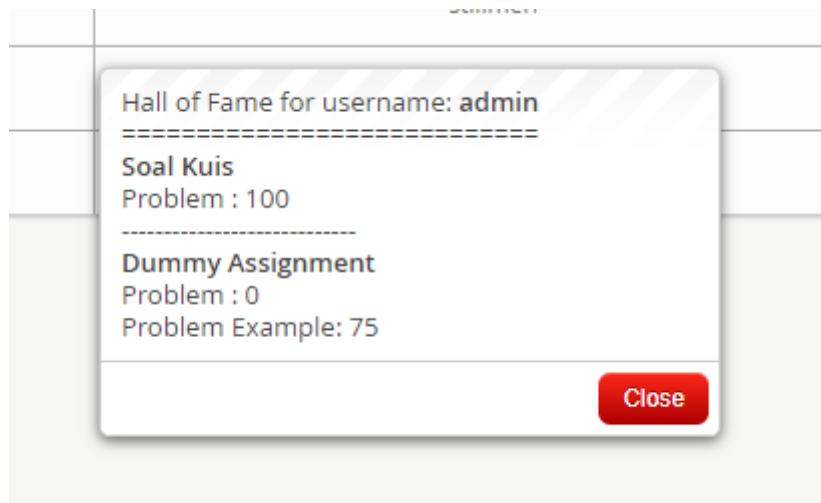 Hall of Fame for username: admin
============================
Soal Kuis
Problem : 100
---------------------------
Dummy Assignment
Problem : 0
Problem Example: 75
Close